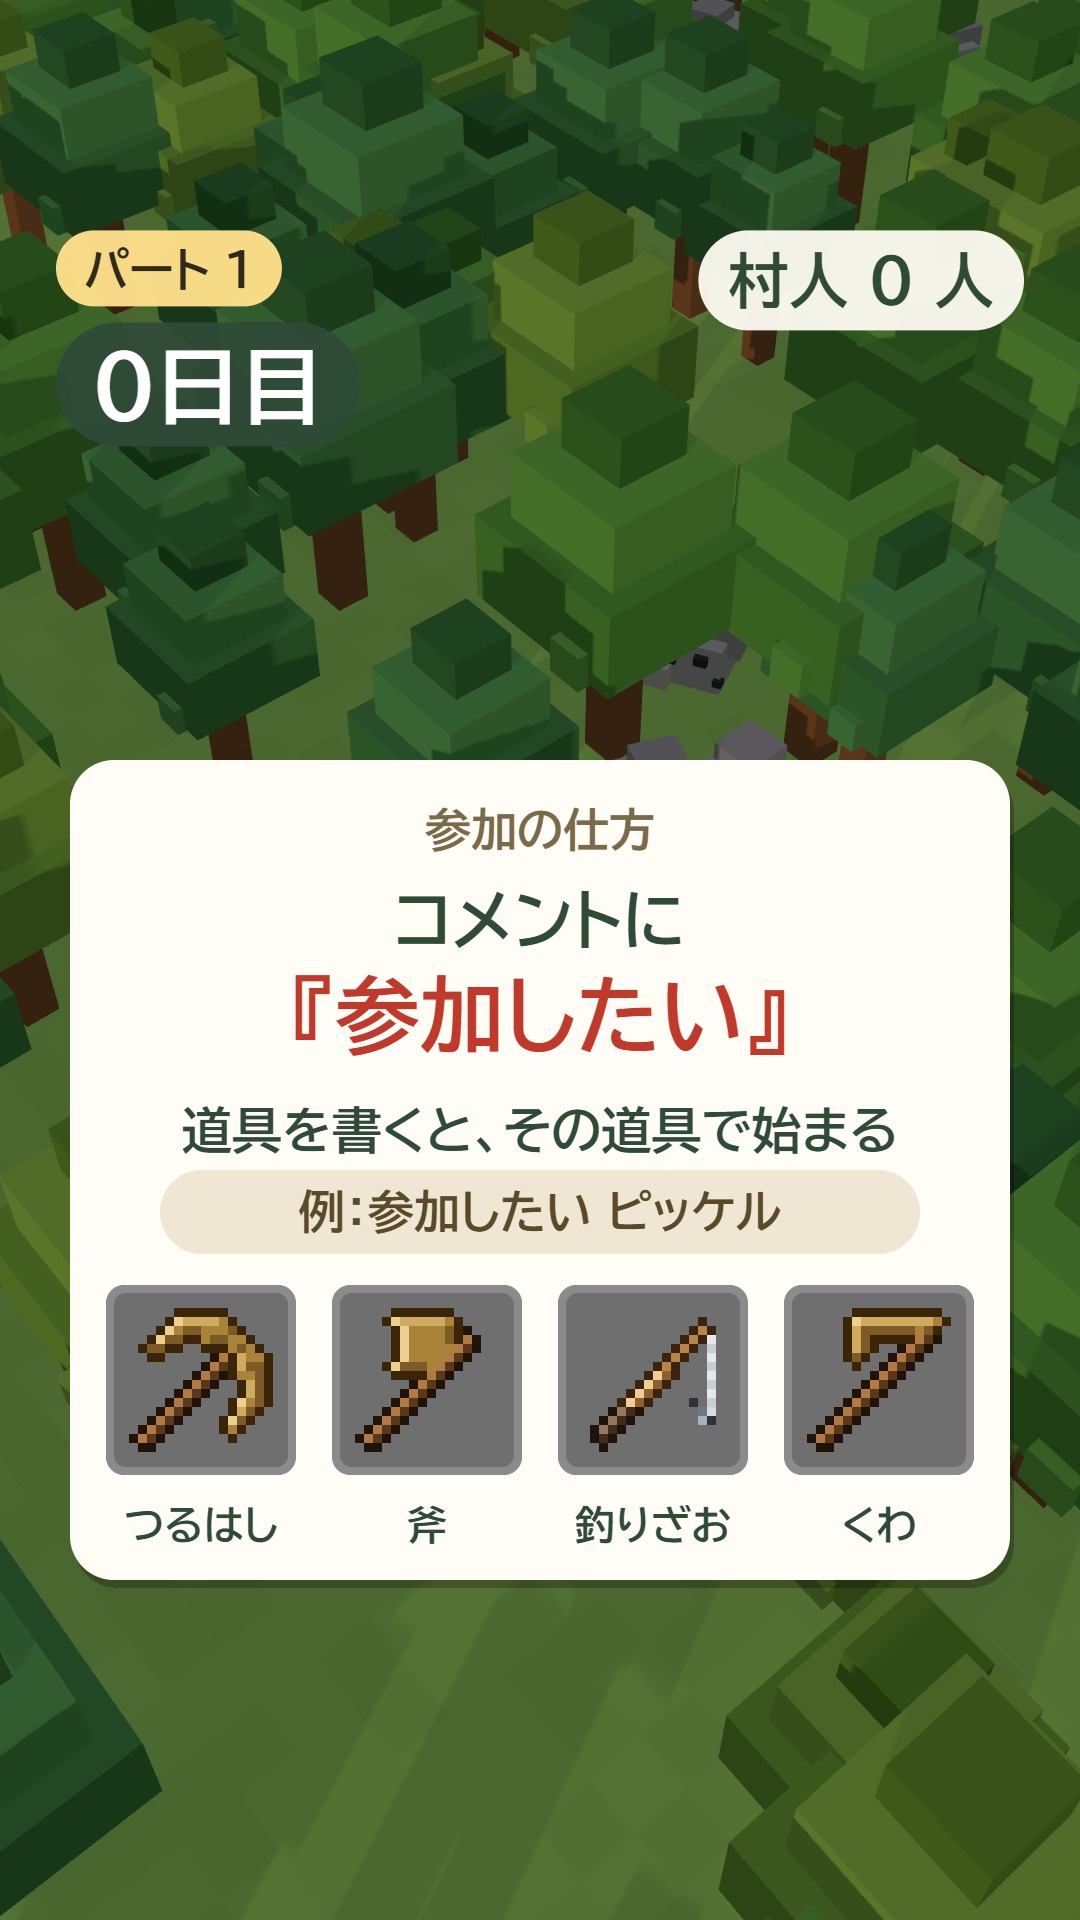 パート 1
村人 0 人
0日目
参加の仕方
コメントに
『参加したい』
道具を書くと、その道具で始まる
例：参加したい ピッケル
つるはし
斧
釣りざお
くわ